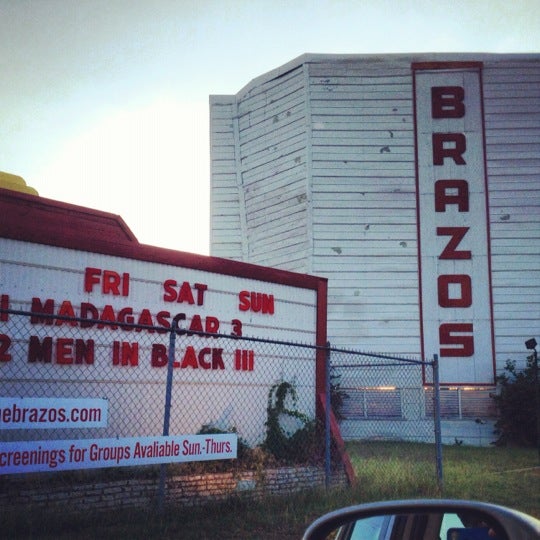 BRAZOS
FRI SAT SUN
1 MADAGASCAR 3
2 MEN IN BLACK III
ebrazos.com
creenings for Groups Avaliable Sun.-Thurs.